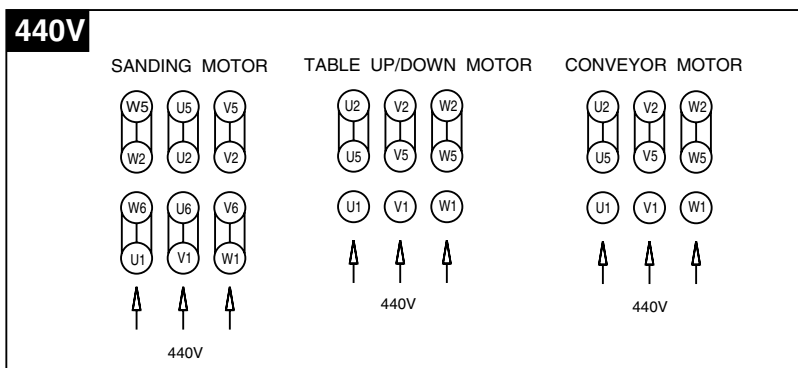 440V
SANDING MOTOR TABLE UP/DOWN MOTOR CONVEYOR MOTOR
W5 U5 V5 U2 V2 W2 U2 V2 W2
W2 U2 V2 U5 V5 W5 U5 V5 W5
W6 U6 V6 U1 V1 W1 U1 V1 W1
U1 V1 W1
440V 440V
440V